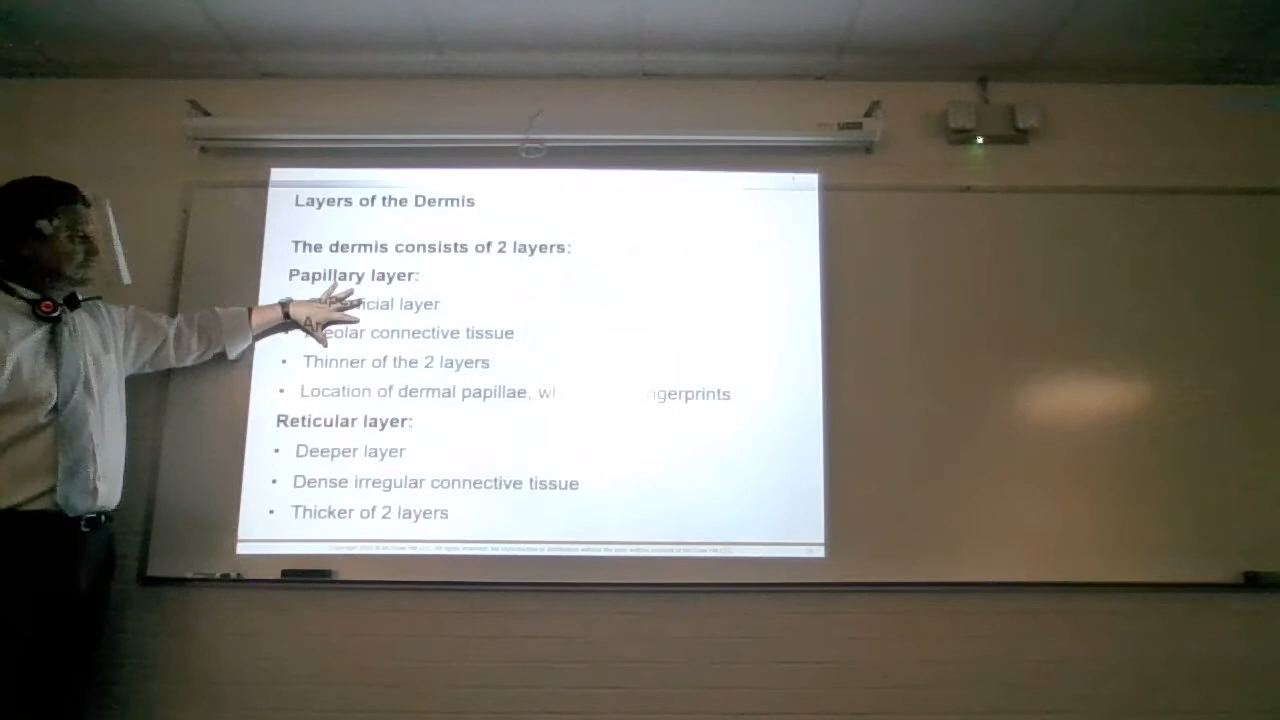 Layers of the Dermis
The dermis consists of 2 layers:
Papillary layer:
layer
• Areolar connective tissue
• Thinner of the 2 layers
• Location of dermal papillae,
Reticular layer:
• Deeper layer
• Dense irregular connective tissue
• Thicker of 2 layers